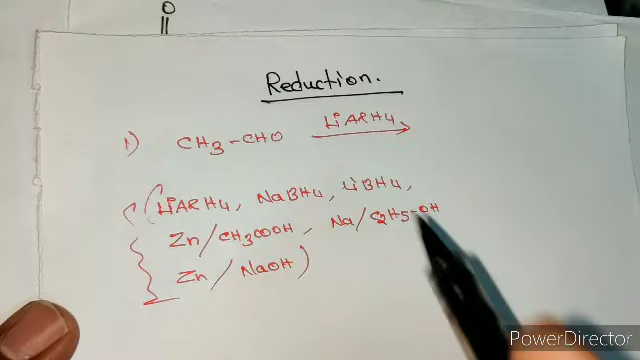 O
||
Reduction.
1) CH3-CHO LiAlH4
((LiAlH4, NaBH4, LiBH4,
Zn/CH3COOH, Na/C2H5-OH
Zn/NaOH)
PowerDirector